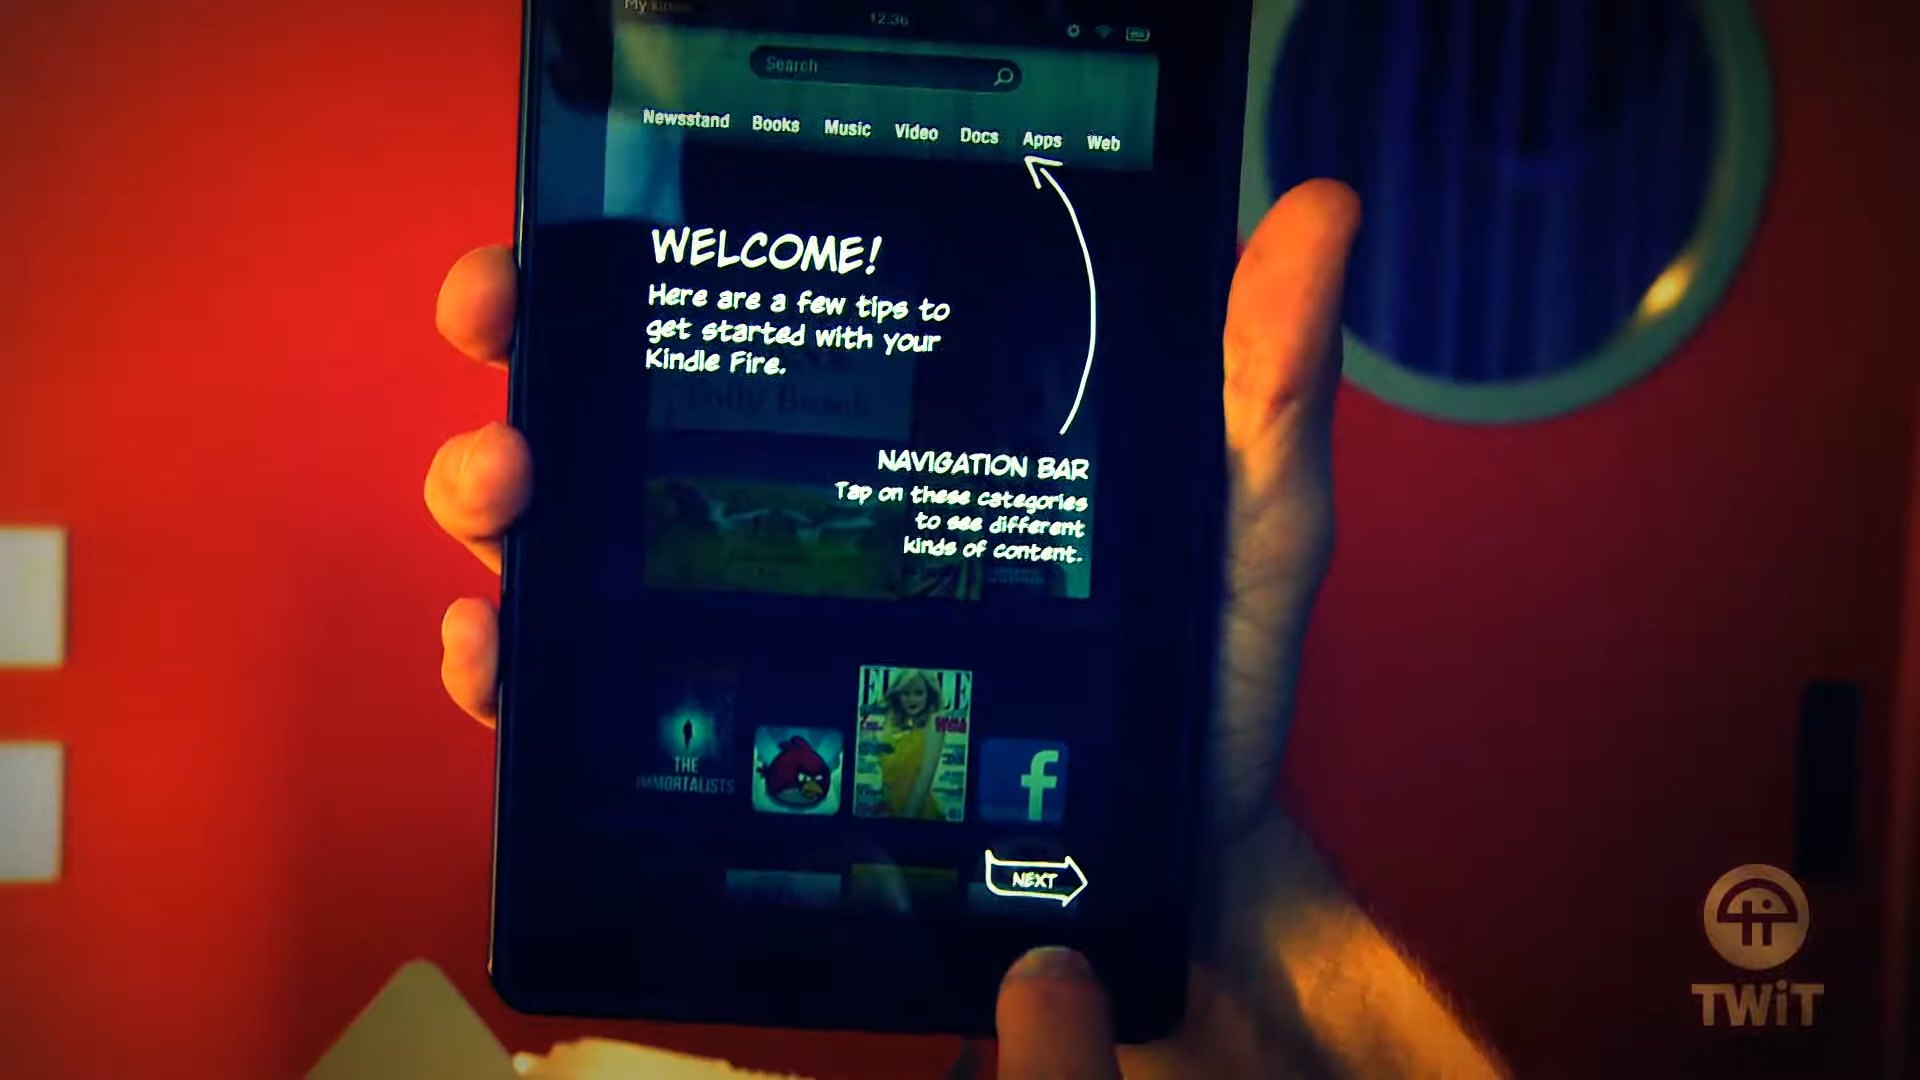 My
12:36
Search
Newsstand Books Music Video Docs Apps Web
WELCOME!
Here are a few tips to
get started with your
Kindle Fire.
NAVIGATION BAR
Tap on these categories
to see different
kinds of content.
THE
IMMORTALISTS
ELLE
f
NEXT
TWiT